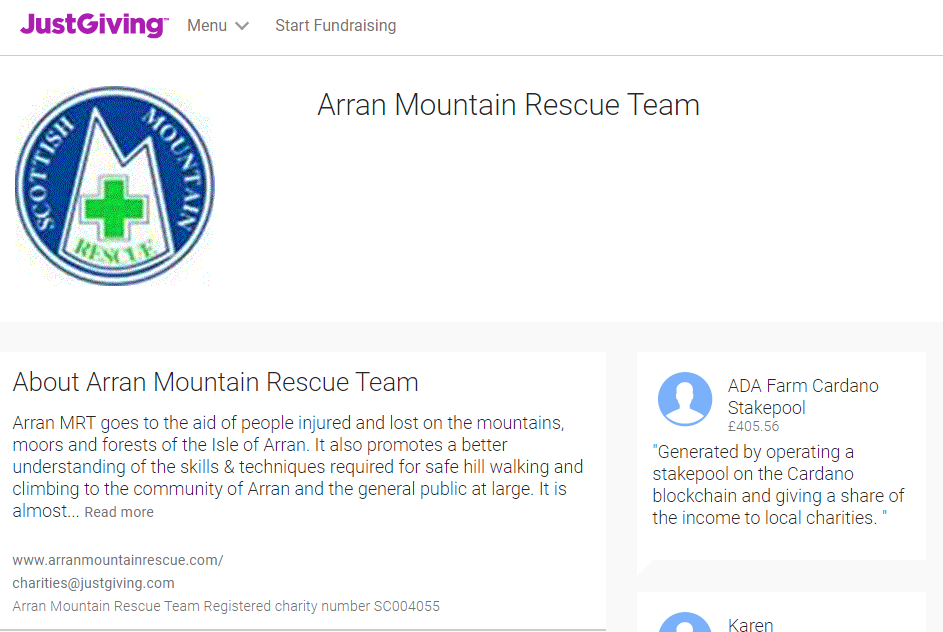 JustGiving™ Menu Start Fundraising
SCOTTISH MOUNTAIN
RESCUE
Arran Mountain Rescue Team
About Arran Mountain Rescue Team
Arran MRT goes to the aid of people injured and lost on the mountains,
moors and forests of the Isle of Arran. It also promotes a better
understanding of the skills & techniques required for safe hill walking and
climbing to the community of Arran and the general public at large. It is
almost... Read more
www.arranmountainrescue.com/
charities@justgiving.com
Arran Mountain Rescue Team Registered charity number SC004055
ADA Farm Cardano
Stakepool
£405.56
"Generated by operating a
stakepool on the Cardano
blockchain and giving a share of
the income to local charities. "
Karen